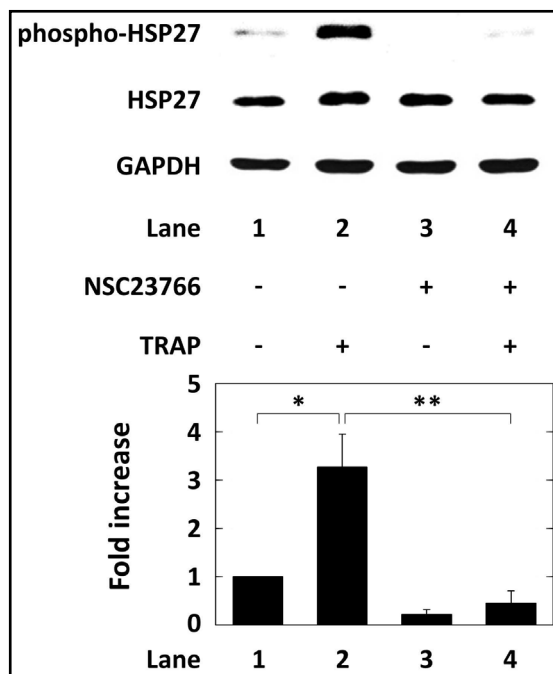 phospho-HSP27
HSP27
GAPDH
Lane 1 2 3 4
NSC23766 - - + +
TRAP - + - +
5
* **
4
3
2
1
0
Fold increase
Lane 1 2 3 4